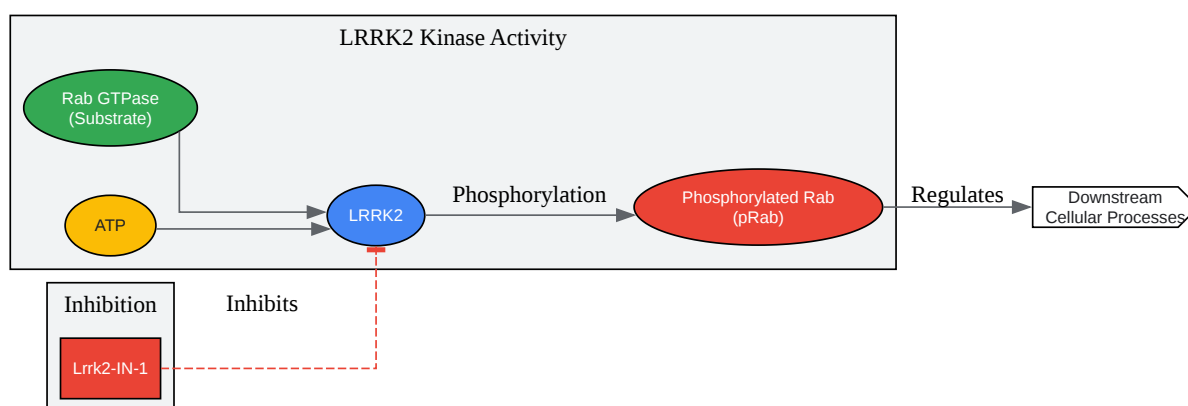 LRRK2 Kinase Activity
Rab GTPase
(Substrate)
ATP
LRRK2
Phosphorylation
Phosphorylated Rab
(pRab)
Regulates
Downstream
Cellular Processes
Inhibition
Inhibits
Lrrk2-IN-1